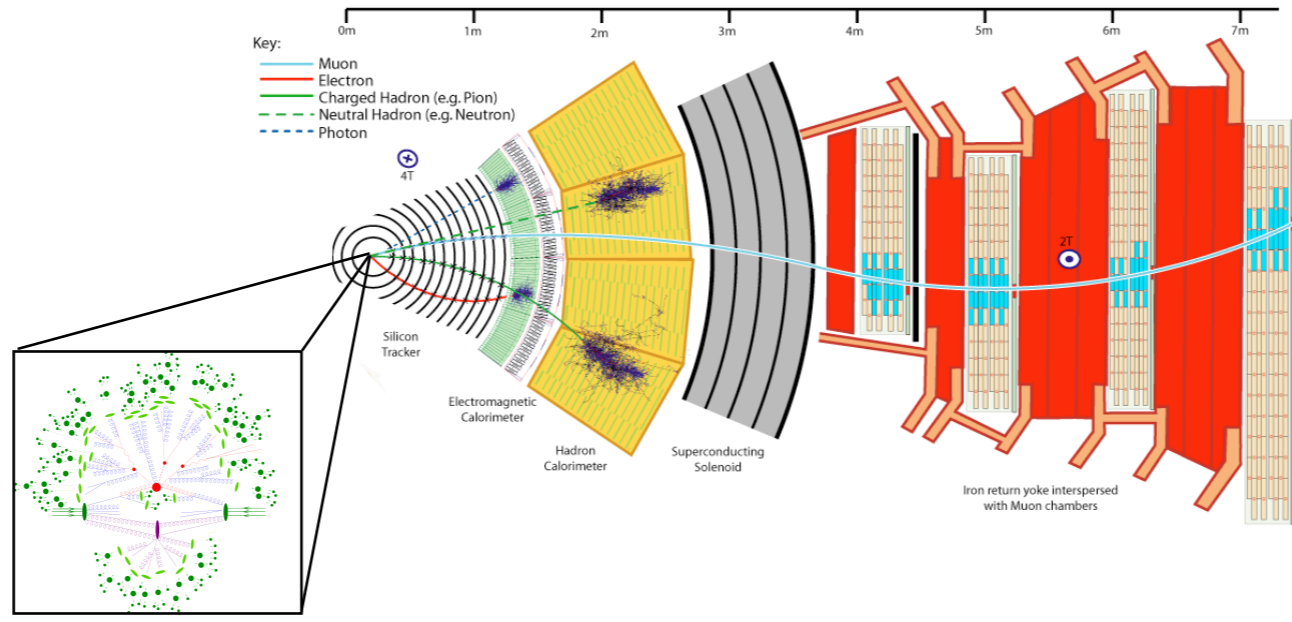 0m 1m 2m 3m 4m 5m 6m 7m
Key:
Muon
Electron
Charged Hadron (e.g. Pion)
Neutral Hadron (e.g. Neutron)
Photon
4T
2T
Silicon
Tracker
Electromagnetic
Calorimeter
Hadron
Calorimeter
Superconducting
Solenoid
Iron return yoke interspersed
with Muon chambers